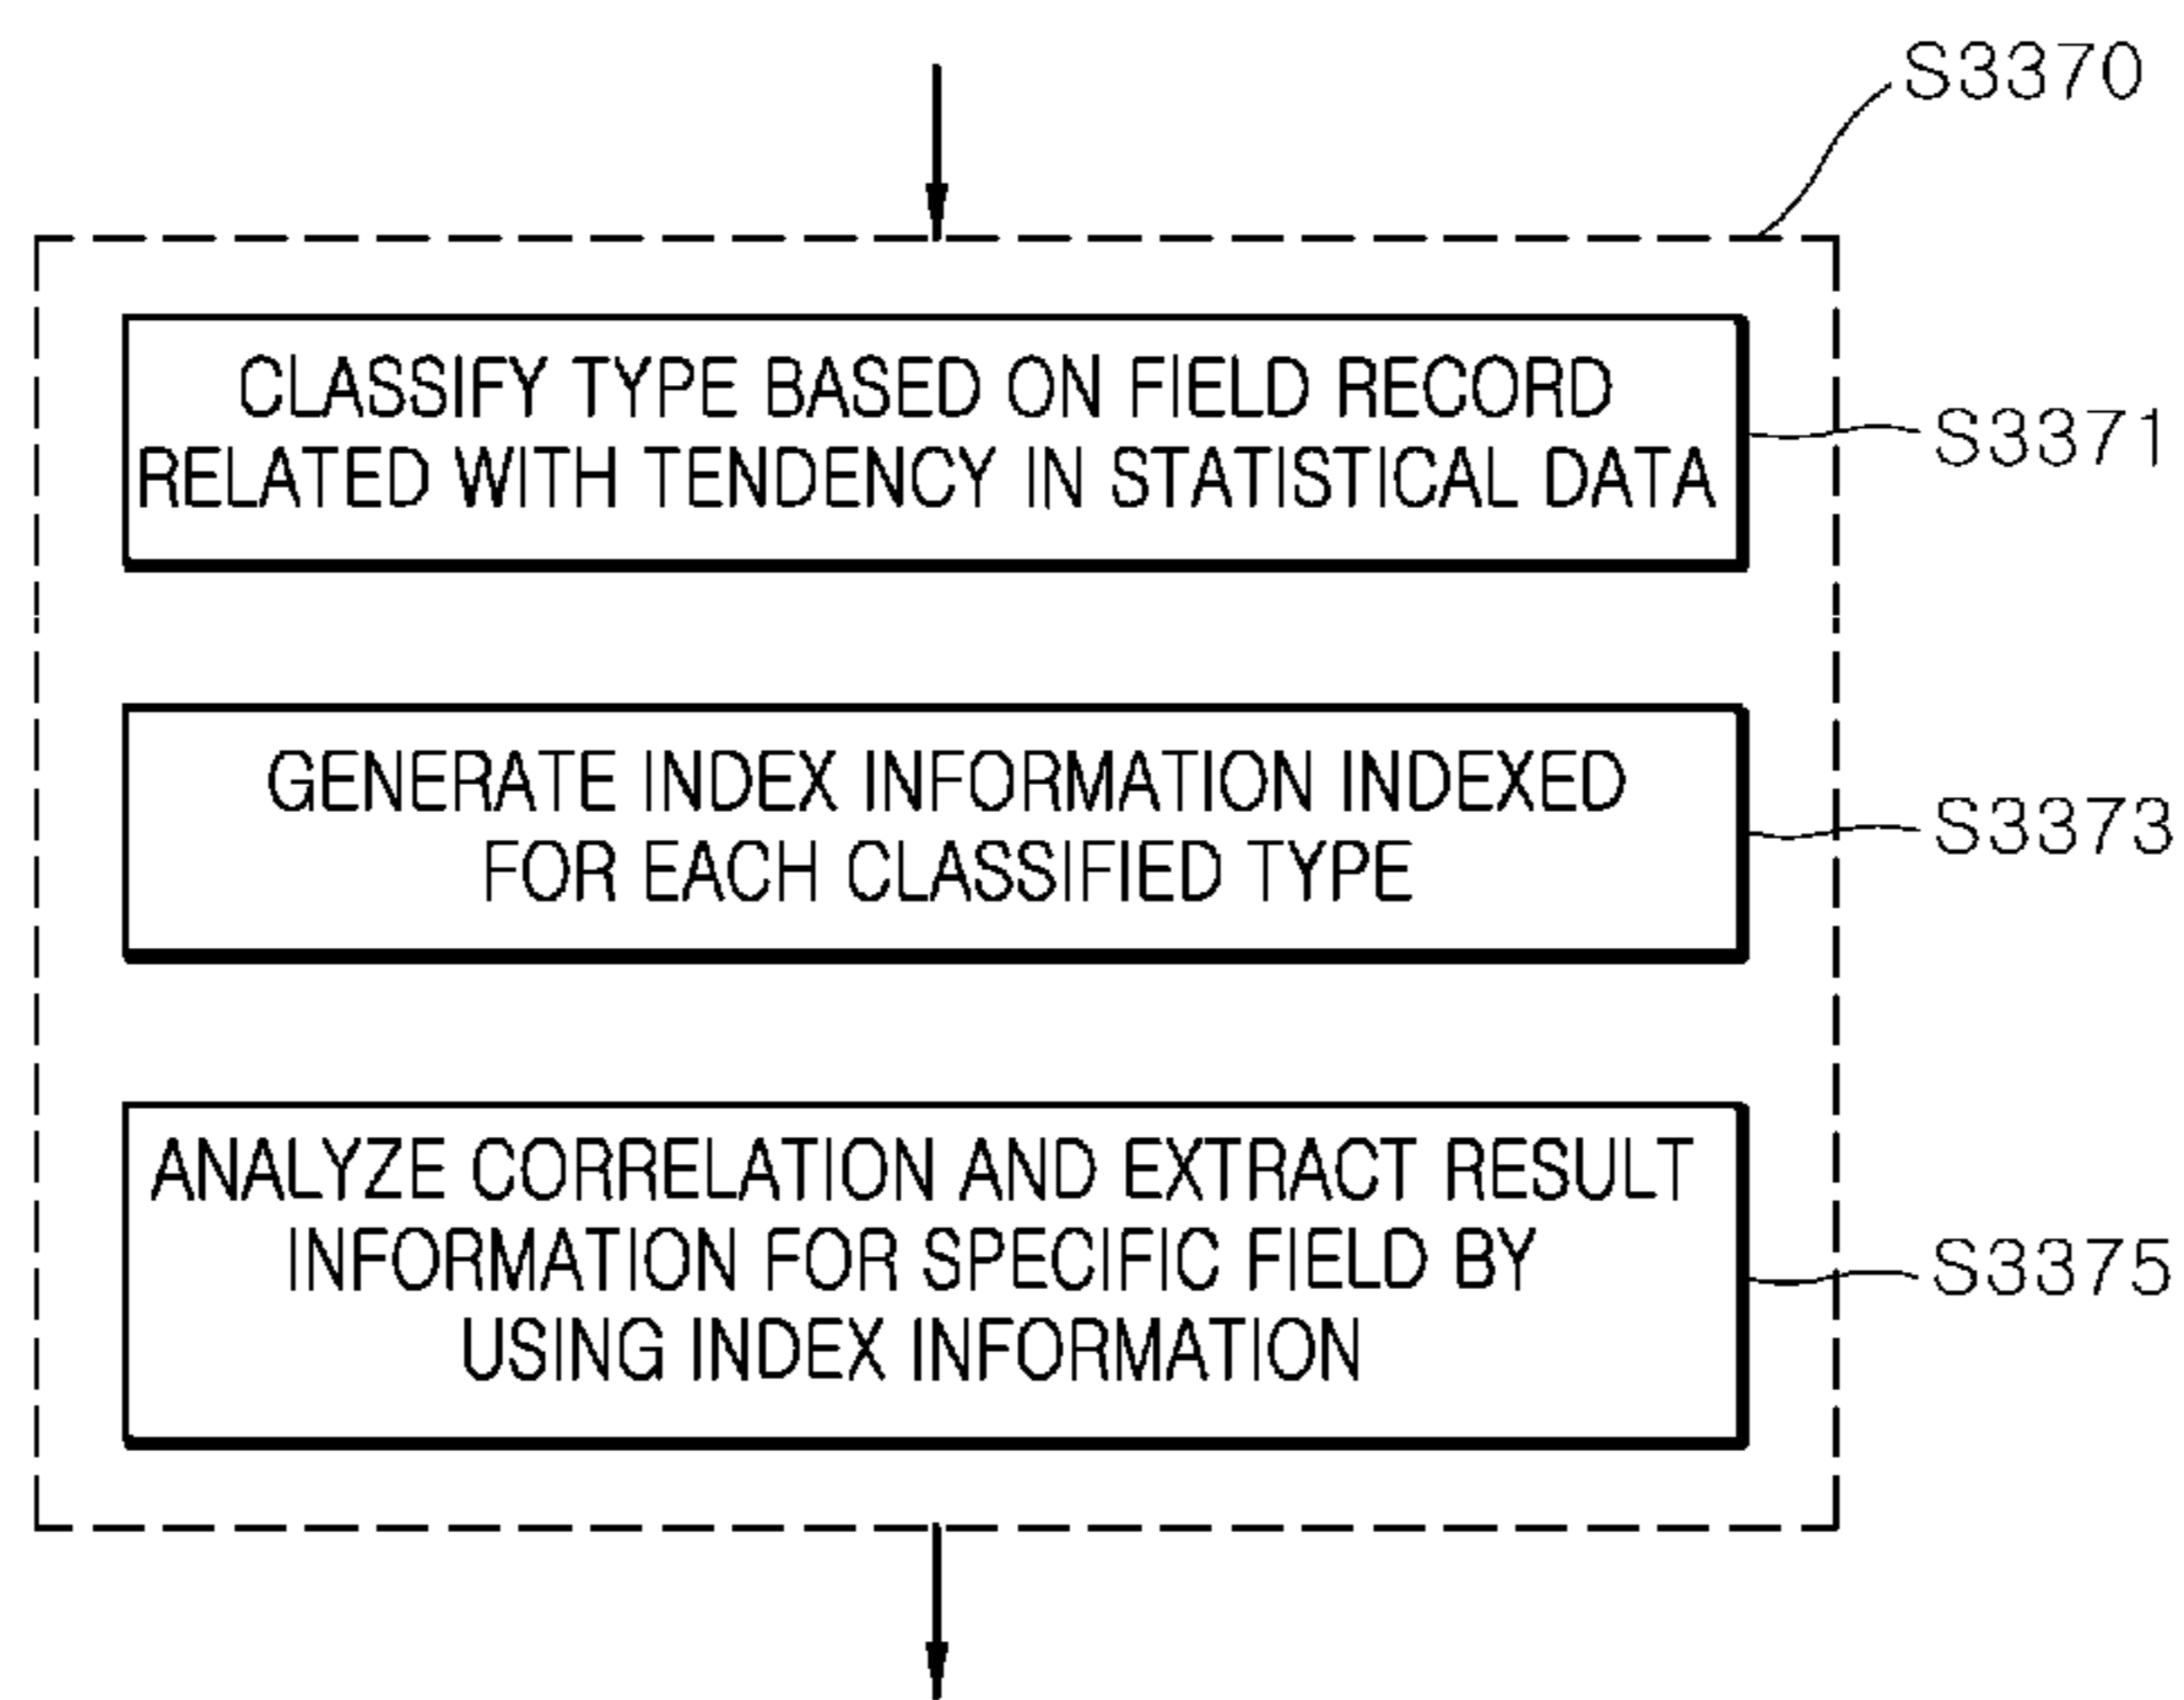 S3370
CLASSIFY TYPE BASED ON FIELD RECORD
RELATED WITH TENDENCY IN STATISTICAL DATA
S3371
GENERATE INDEX INFORMATION INDEXED
FOR EACH CLASSIFIED TYPE
S3373
ANALYZE CORRELATION AND EXTRACT RESULT
INFORMATION FOR SPECIFIC FIELD BY
USING INDEX INFORMATION
S3375